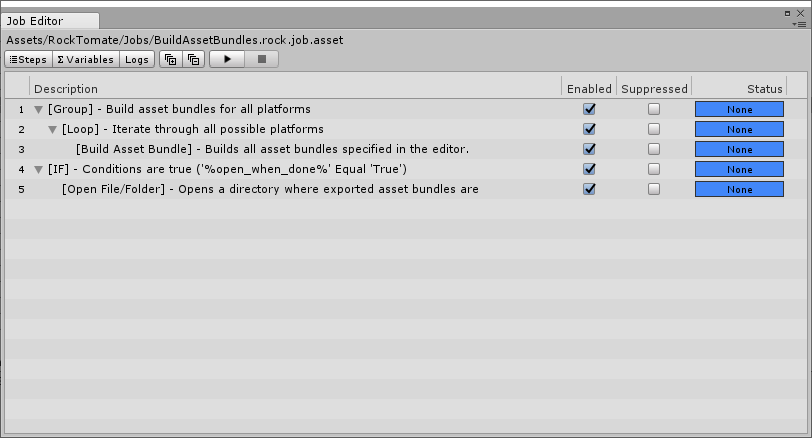 Job Editor
Assets/RockTomate/Jobs/BuildAssetBundles.rock.job.asset
Steps Σ Variables Logs
Description Enabled Suppressed Status
1 [Group] - Build asset bundles for all platforms None
2 [Loop] - Iterate through all possible platforms None
3 [Build Asset Bundle] - Builds all asset bundles specified in the editor. None
4 [IF] - Conditions are true ('%open_when_done%' Equal 'True') None
5 [Open File/Folder] - Opens a directory where exported asset bundles are None